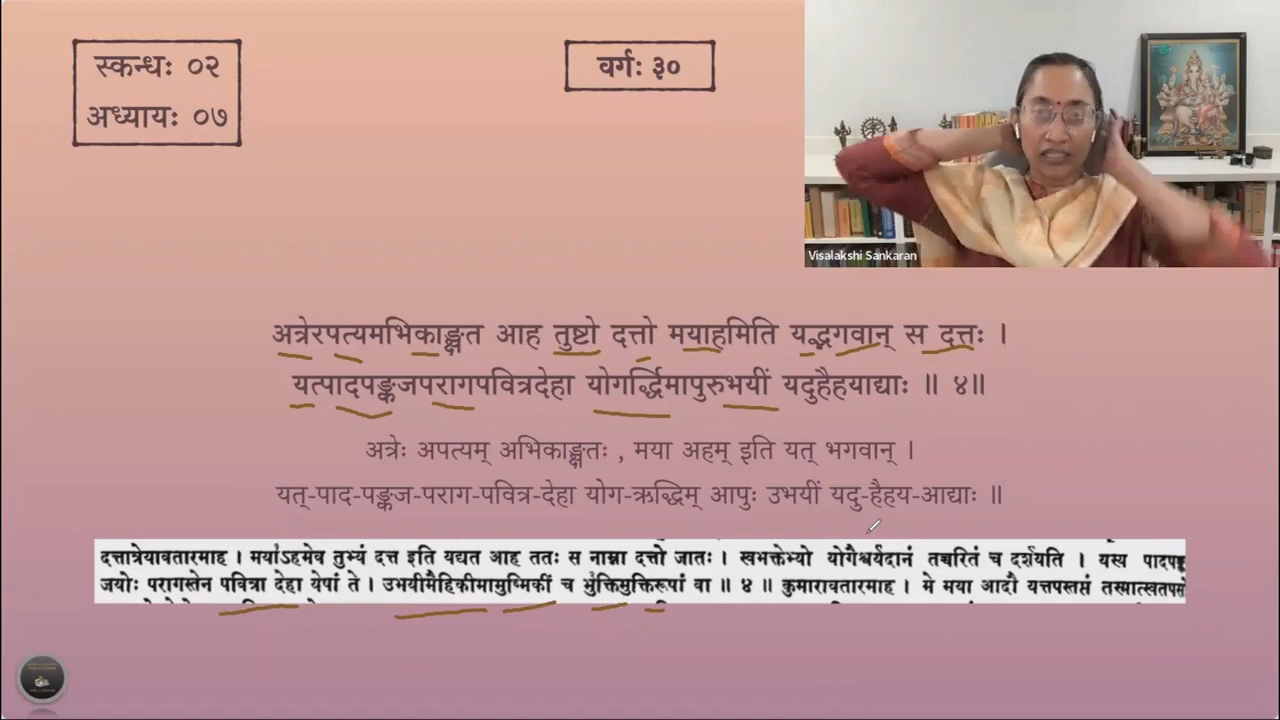 स्कन्धः ०२
अध्यायः ०७
वर्गः ३०
Visalakshi Sankaran
अत्रेरपत्यमभिकाङ्क्षत आह तुष्टो दत्तो मयाहमिति यद्भगवान् स दत्तः ।
यत्पादपङ्कजपरागपवित्रदेहा योगर्द्धिमापुरुभयीं यदुहैहयाद्याः ॥ ४॥
अत्रेः अपत्यम् अभिकाङ्क्षतः , मया अहम् इति यत् भगवान् ।
यत्-पाद-पङ्कज-पराग-पवित्र-देहा योग-ऋद्धिम् आपुः उभयीं यदु-हैहय-आद्याः ॥
दत्तात्रेयावतारमाह । मयाऽहमेव तुभ्यं दत्त इति यद्यत आह ततः स नाम्ना दत्तो जातः । स्वभक्तेभ्यो योगैश्वर्यदानं तच्चरितं च दर्शयति । यस्य पादपङ्क
जयोः परागस्तेन पवित्रा देहा येषां ते । उभयीमैहिकीमामुष्मिकीं च भुक्तिमुक्तिरूपां वा ॥ ४ ॥ कुमारावतारमाह । मे मया आदौ यत्तपस्तप्तं तस्मात्स्वतपसो